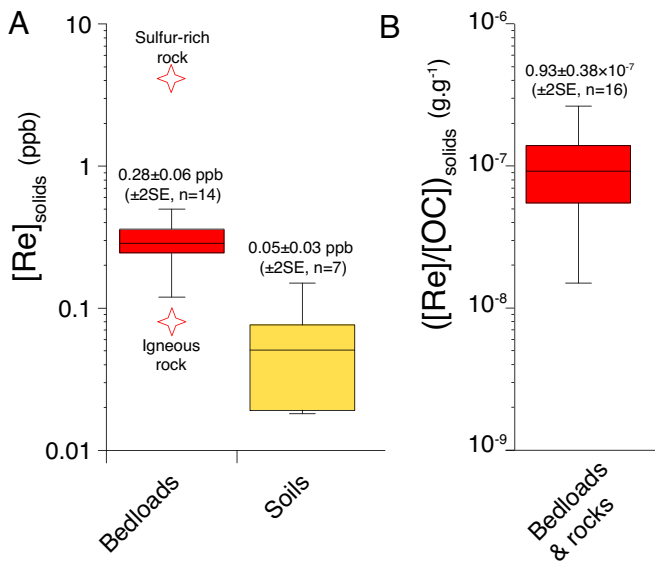 A
[Re]solids (ppb)
10
1
0.1
0.01
Sulfur-rich
rock
0.28±0.06 ppb
(±2SE, n=14)
Igneous
rock
0.05±0.03 ppb
(±2SE, n=7)
Bedloads
Soils
B
([Re]/[OC])solids (g.g-1)
10-6
10-7
10-8
10-9
0.93±0.38×10-7
(±2SE, n=16)
Bedloads
& rocks